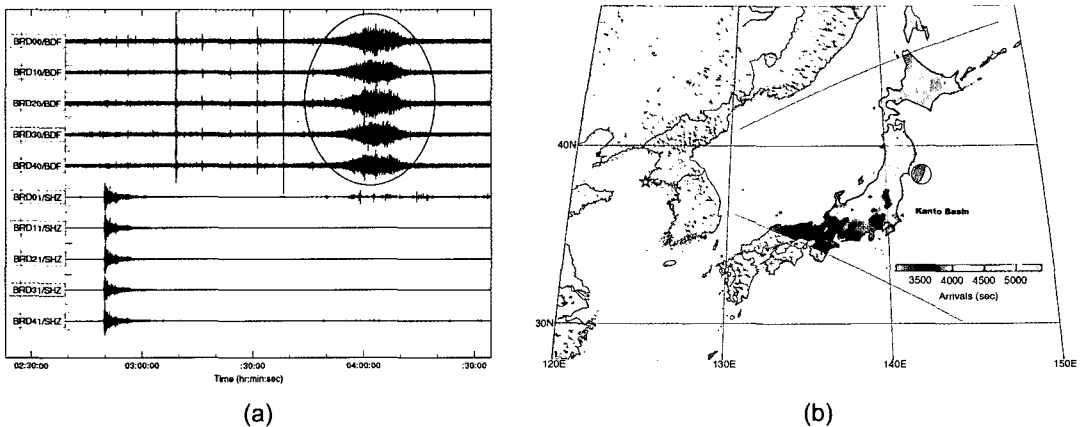 BRD00/BDF
BRD10/BDF
BRD20/BDF
BRD30/BDF
BRD40/BDF
BRD01/SHZ
BRD11/SHZ
BRD21/SHZ
BRD31/SHZ
BRD41/SHZ
02:30:00 03:00:00 :30:00 04:00:00 :30:00
Time (hr:min:sec)
(a)
40N
30N
Kanto Basin
3500 4000 4500 5000
Arrivals (sec)
120E 130E 140E 150E
(b)